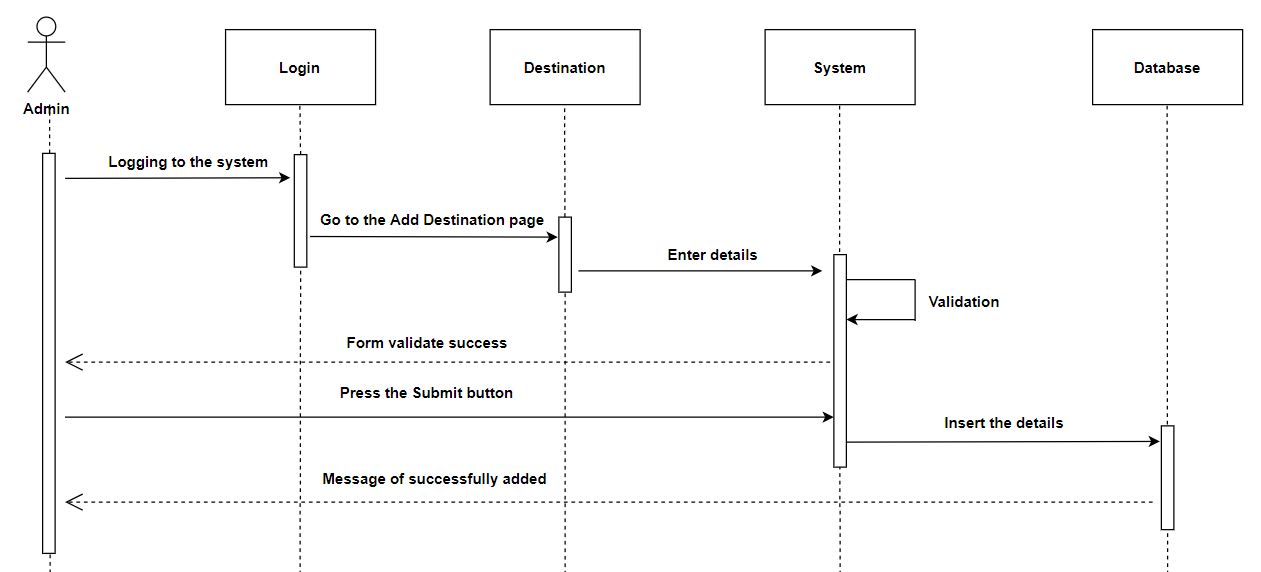 Admin
Login
Destination
System
Database
Logging to the system
Go to the Add Destination page
Enter details
Validation
Form validate success
Press the Submit button
Insert the details
Message of successfully added